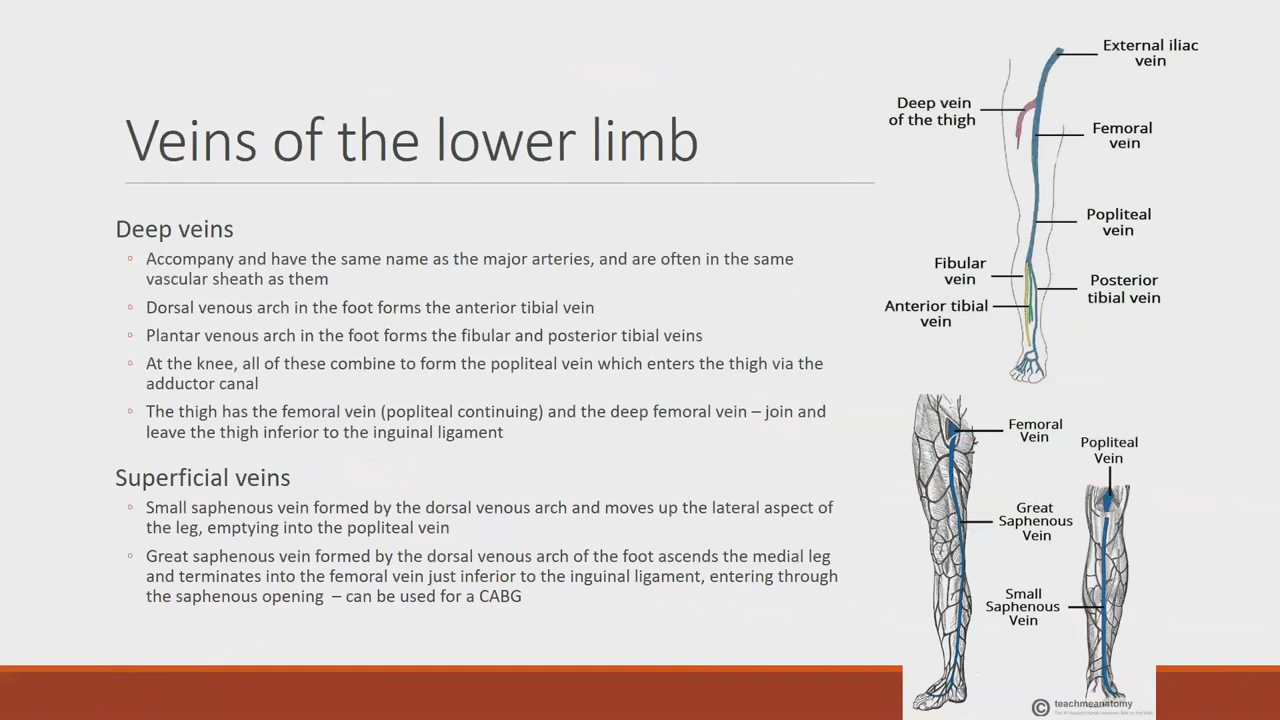 Veins of the lower limb
Deep veins
Accompany and have the same name as the major arteries, and are often in the same
vascular sheath as them
Dorsal venous arch in the foot forms the anterior tibial vein
Plantar venous arch in the foot forms the fibular and posterior tibial veins
At the knee, all of these combine to form the popliteal vein which enters the thigh via the
adductor canal
The thigh has the femoral vein (popliteal continuing) and the deep femoral vein – join and
leave the thigh inferior to the inguinal ligament
Superficial veins
Small saphenous vein formed by the dorsal venous arch and moves up the lateral aspect of
the leg, emptying into the popliteal vein
Great saphenous vein formed by the dorsal venous arch of the foot ascends the medial leg
and terminates into the femoral vein just inferior to the inguinal ligament, entering through
the saphenous opening – can be used for a CABG
External iliac
vein
Deep vein
of the thigh
Femoral
vein
Popliteal
vein
Fibular
vein
Posterior
tibial vein
Anterior tibial
vein
Femoral
Vein
Popliteal
Vein
Great
Saphenous
Vein
Small
Saphenous
Vein
© teachmeanatomy